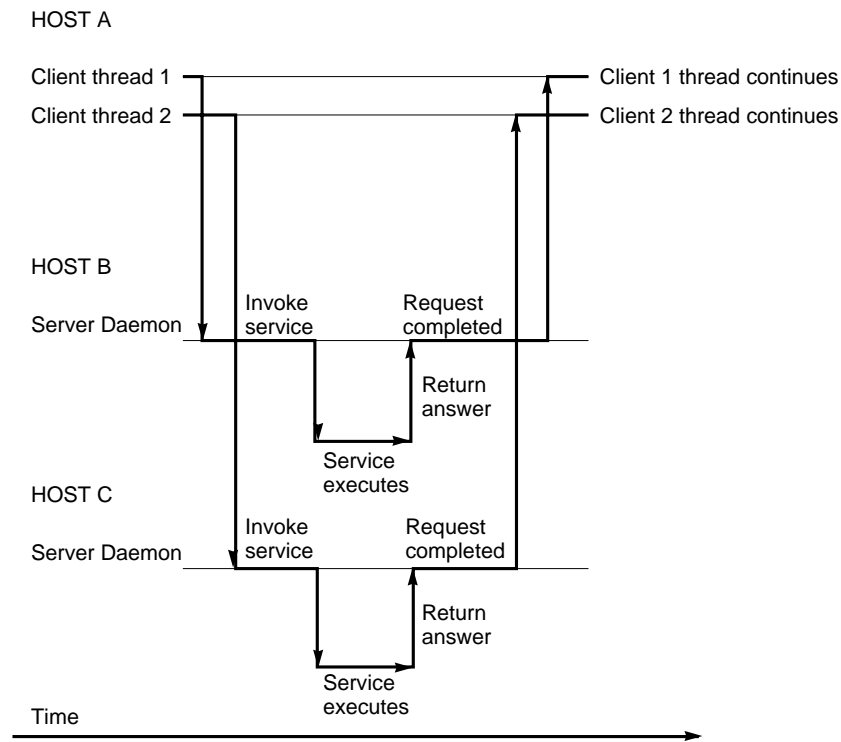 HOST A
Client thread 1
Client 1 thread continues
Client thread 2
Client 2 thread continues
HOST B
Server Daemon
Invoke
service
Request
completed
Return
answer
Service
executes
HOST C
Server Daemon
Invoke
service
Request
completed
Return
answer
Service
executes
Time